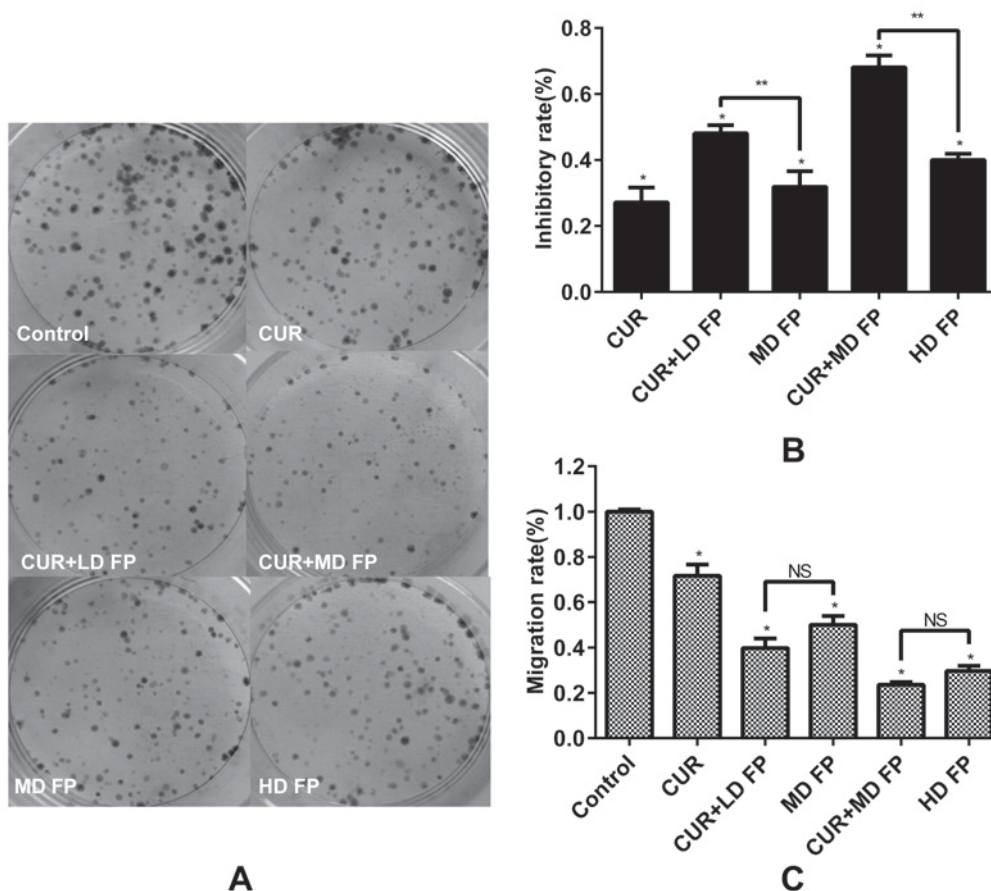 Control
CUR
CUR+LD FP
CUR+MD FP
MD FP
HD FP
A
Inhibitory rate(%)
0.8
0.6
0.4
0.2
0.0
**
**
*
*
*
*
*
CUR
CUR+LD FP
MD FP
CUR+MD FP
HD FP
B
Migration rate(%)
1.2
1.0
0.8
0.6
0.4
0.2
0.0
NS
NS
*
*
*
*
*
Control
CUR
CUR+LD FP
MD FP
CUR+MD FP
HD FP
C